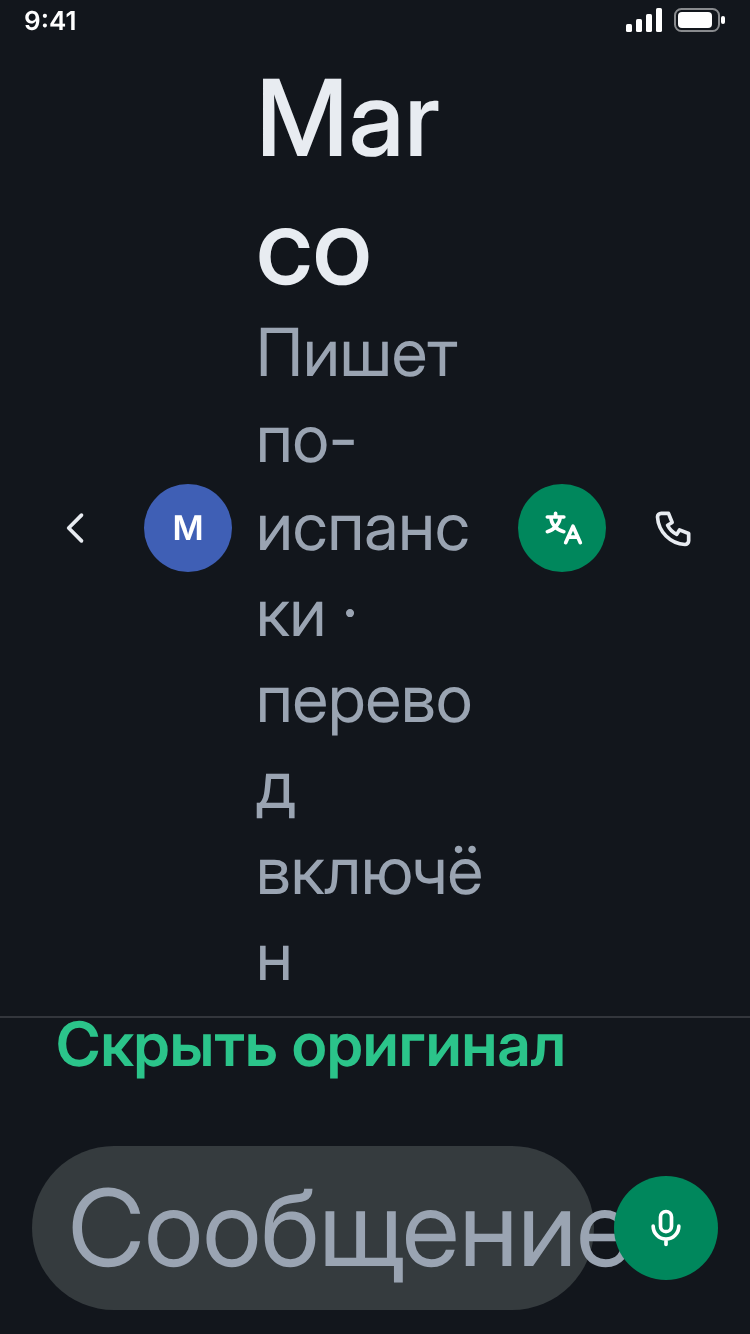 9:41
Mar
co
Пишет
по-
испанс
ки ·
перево
д
включё
н
M
Скрыть оригинал
Сообщение